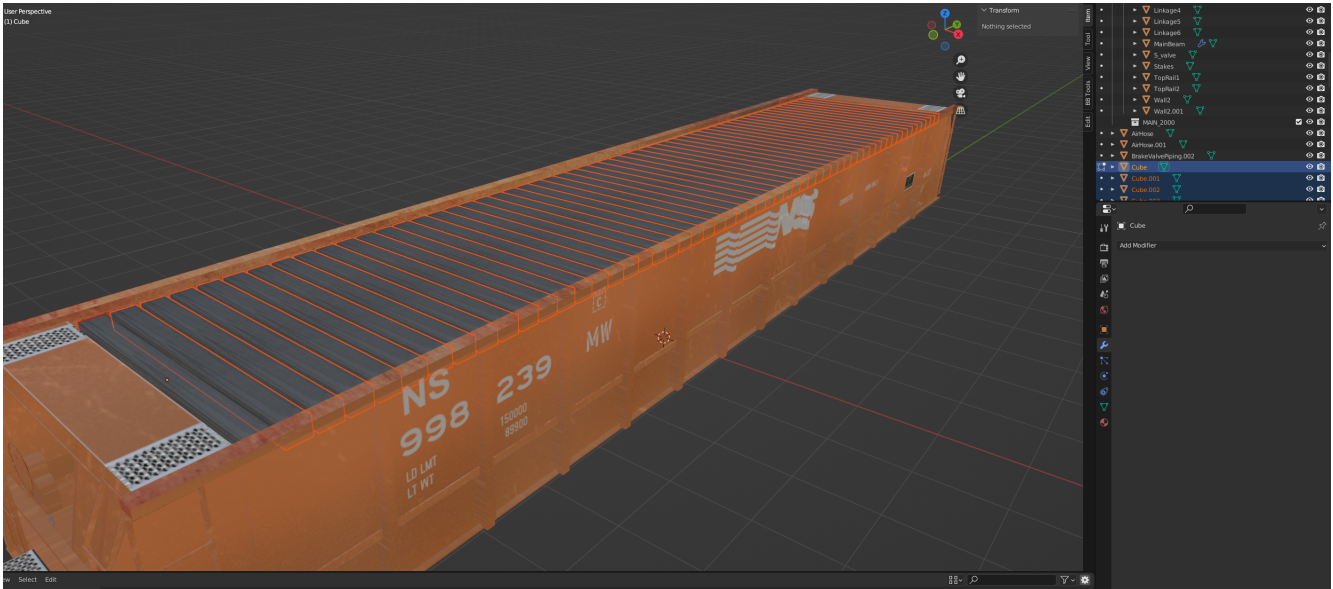 User Perspective
(1) Cube
Transform
Nothing selected
Item
Tool
View
BB Tools
Edit
Linkage4
Linkage5
Linkage6
MainBeam
S_valve
Stakes
TopRail1
TopRail2
Wall2
Wall2.001
MAIN_2000
AirHose
AirHose.001
BrakeValvePiping.002
Cube
Cube.001
Cube.002
Cube
Add Modifier
C
MW
NS
998 239
150000
89900
LD LMT
LT WT
Select
Edit